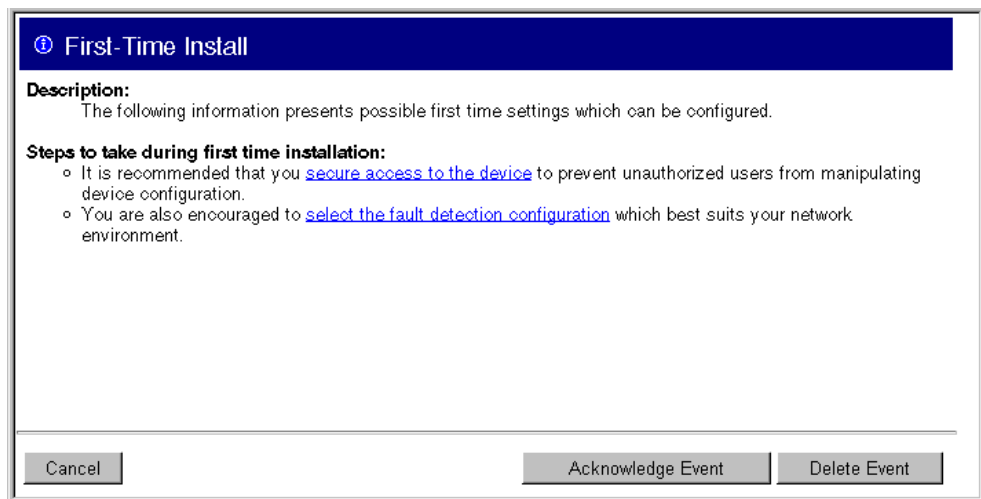 First-Time Install
Description:
The following information presents possible first time settings which can be configured.
Steps to take during first time installation:
It is recommended that you secure access to the device to prevent unauthorized users from manipulating
device configuration.
You are also encouraged to select the fault detection configuration which best suits your network
environment.
Cancel
Acknowledge Event
Delete Event